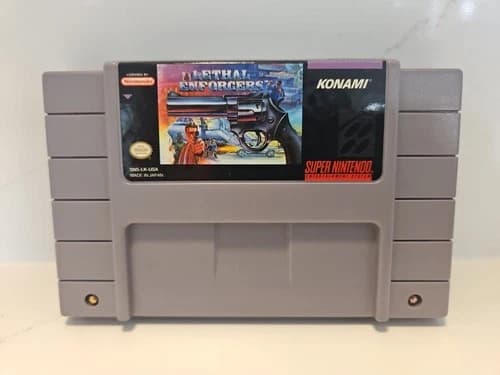 LICENSED BY
Nintendo
LETHAL
ENFORCERS
KONAMI
SNS-LK-USA
MADE IN JAPAN
SUPER NINTENDO
ENTERTAINMENT SYSTEM